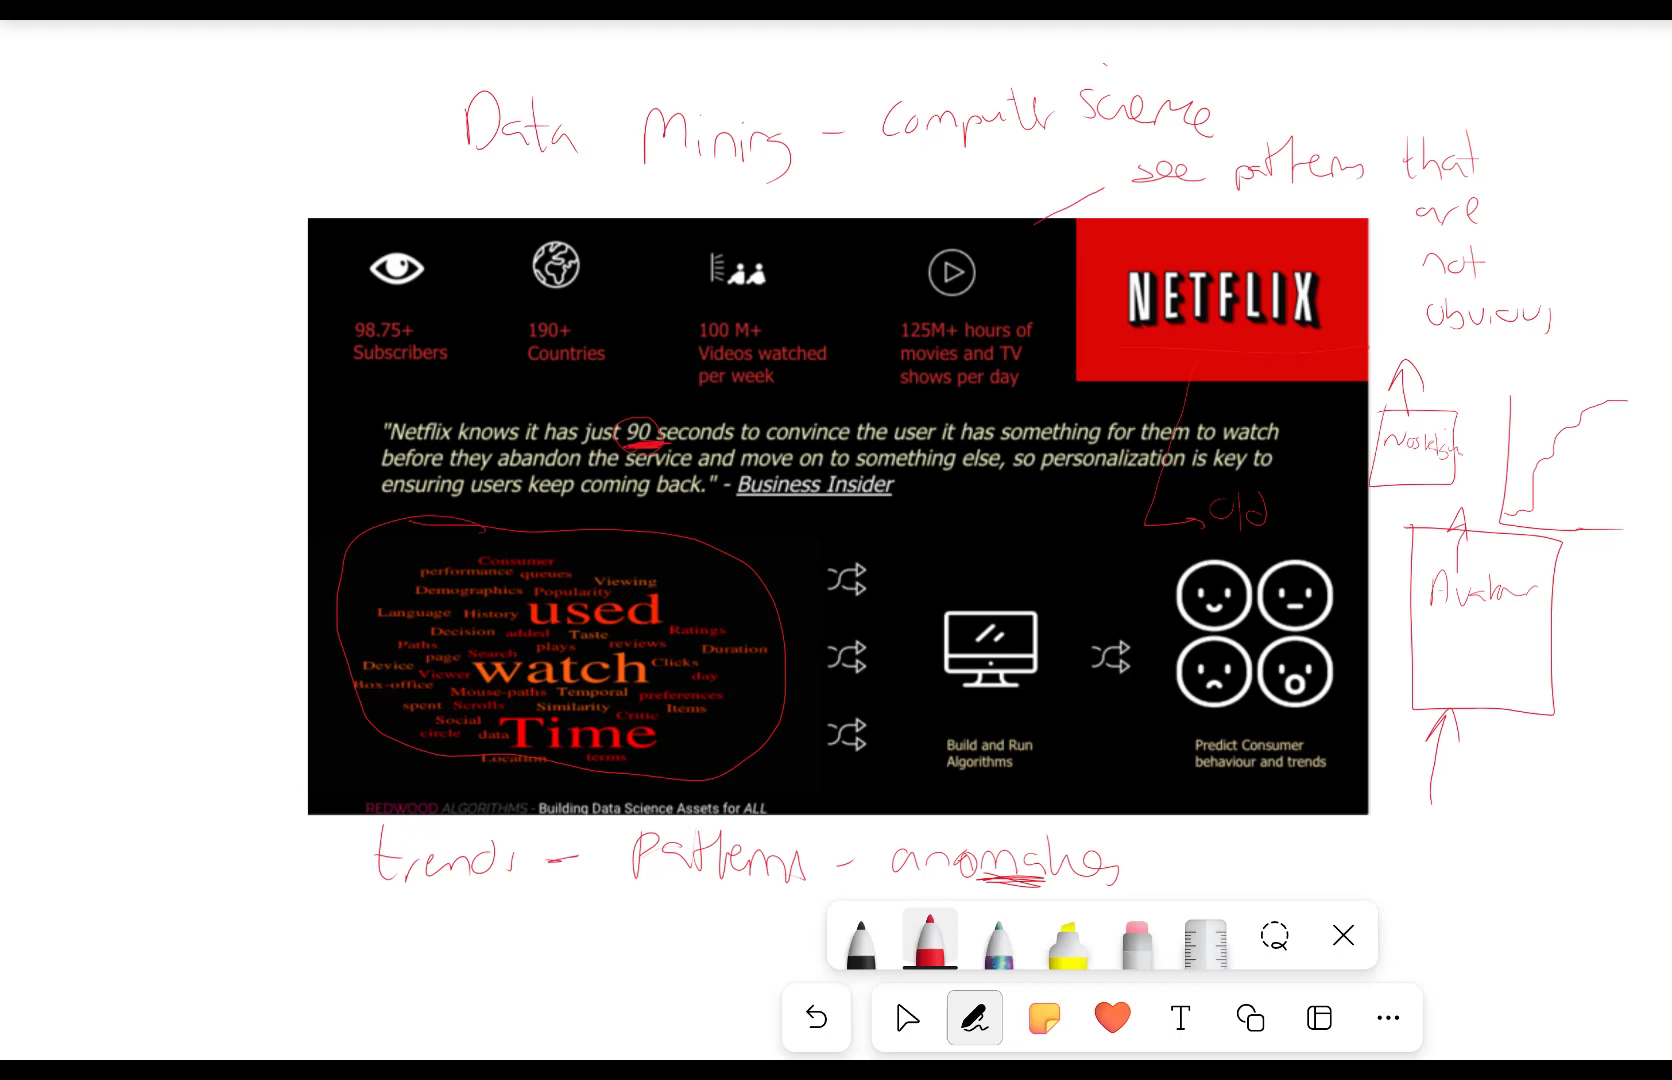 Data Mining - Computer science
see patterns that
are
not
obvious
NETFLIX
98.75+
Subscribers
190+
Countries
100 M+
Videos watched
per week
125M+ hours of
movies and TV
shows per day
"Netflix knows it has just 90 seconds to convince the user it has something for them to watch
before they abandon the service and move on to something else, so personalization is key to
ensuring users keep coming back." - Business Insider
old
Avatar
Consumer
performance queues
Viewing
Demographics Popularity
Language History used
Decision added Taste Ratings
Paths plays reviews
page Search Duration
Device watch Clicks
Viewer day
Box-office
Mouse-paths Temporal preferences
spent Scrolls Similarity Items
Social Critic
circle data Time
Location terms
Build and Run
Algorithms
Predict Consumer
behaviour and trends
REDWOOD ALGORITHMS - Building Data Science Assets for ALL
trends - Patterns - anomalies
T